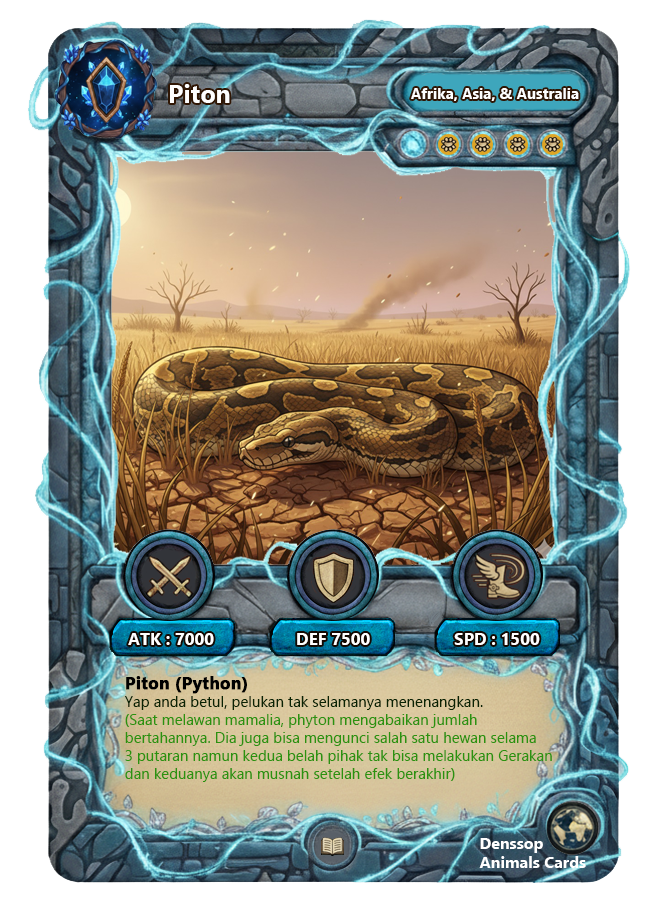 Piton
Afrika, Asia, & Australia
ATK : 7000
DEF 7500
SPD : 1500
Piton (Python)
Yap anda betul, pelukan tak selamanya menenangkan.
(Saat melawan mamalia, phyton mengabaikan jumlah
bertahannya. Dia juga bisa mengunci salah satu hewan selama
3 putaran namun kedua belah pihak tak bisa melakukan Gerakan
dan keduanya akan musnah setelah efek berakhir)
Denssop
Animals Cards